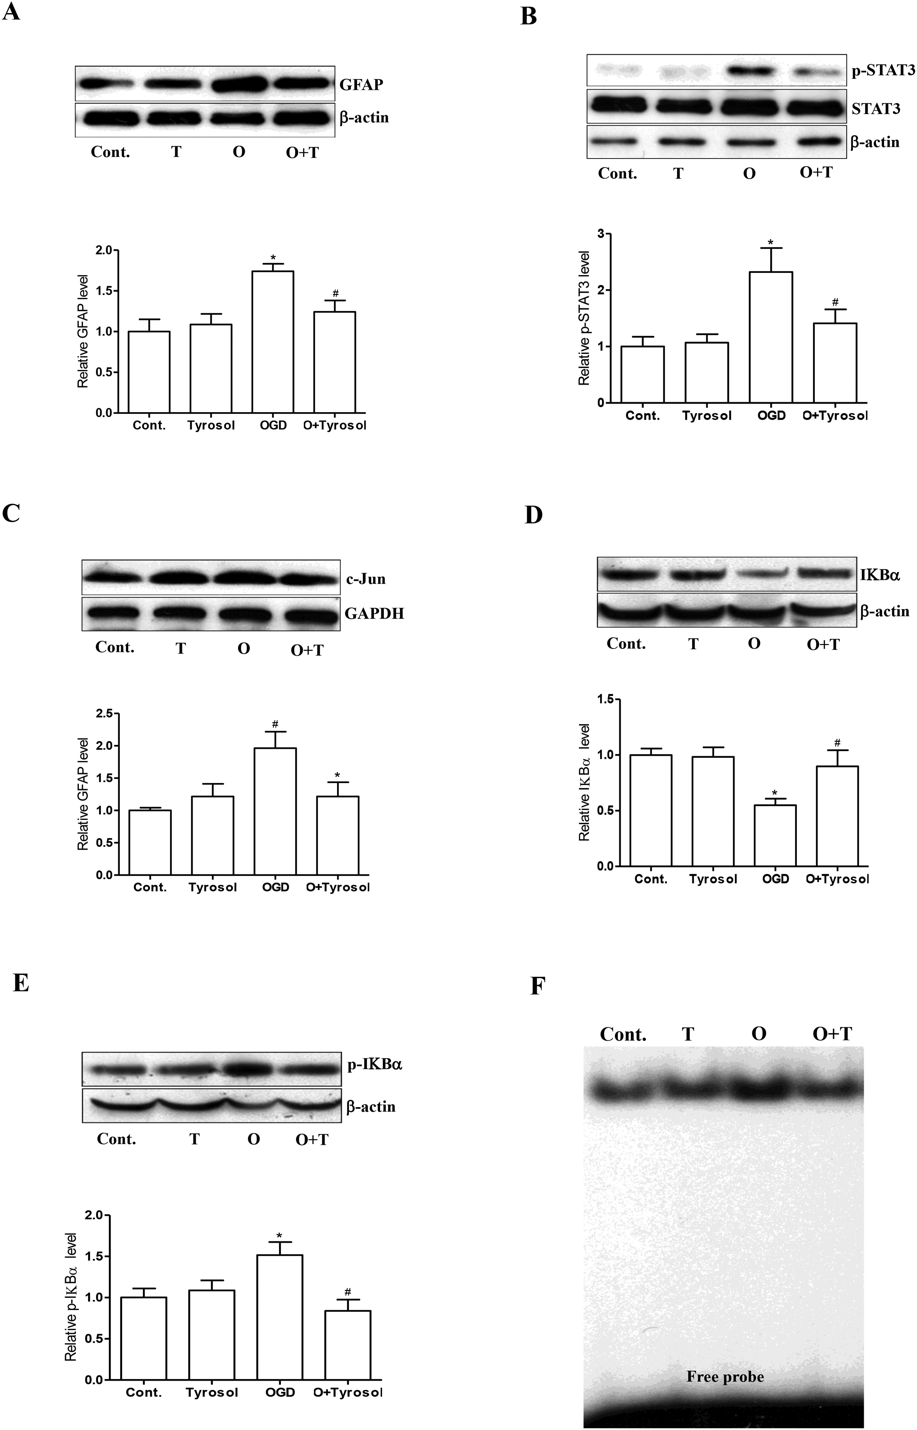 A
GFAP
β-actin
Cont. T O O+T
Relative GFAP level
2.0
1.5
1.0
0.5
0.0
*
#
Cont. Tyrosol OGD O+Tyrosol
B
p-STAT3
STAT3
β-actin
Cont. T O O+T
Relative p-STAT3 level
3
2
1
0
*
#
Cont. Tyrosol OGD O+Tyrosol
C
c-Jun
GAPDH
Cont. T O O+T
Relative GFAP level
2.5
2.0
1.5
1.0
0.5
0.0
#
*
Cont. Tyrosol OGD O+Tyrosol
D
IKBα
β-actin
Cont. T O O+T
Relative IKBα level
1.5
1.0
0.5
0.0
*
#
Cont. Tyrosol OGD O+Tyrosol
E
p-IKBα
β-actin
Cont. T O O+T
Relative p-IKBα level
2.0
1.5
1.0
0.5
0.0
*
#
Cont. Tyrosol OGD O+Tyrosol
F
Cont. T O O+T
Free probe